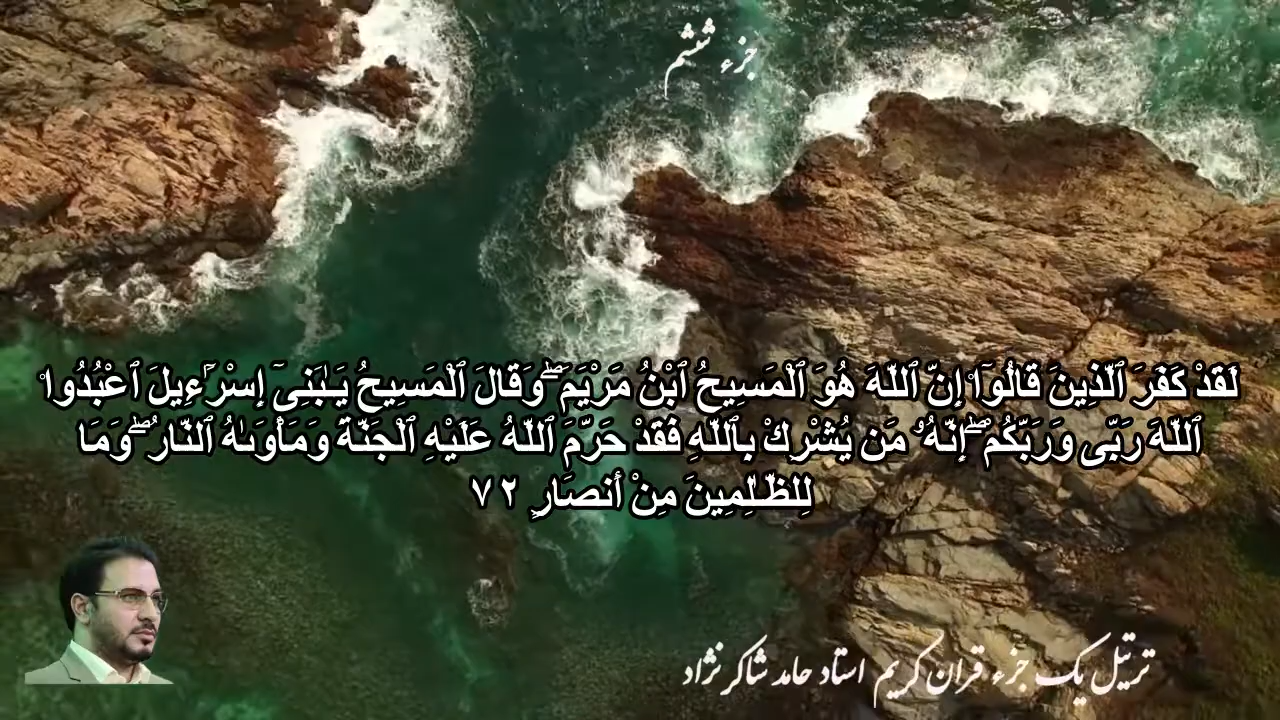 جزء ششم
لَقَدْ كَفَرَ ٱلَّذِينَ قَالُوٓا۟ إِنَّ ٱللَّهَ هُوَ ٱلْمَسِيحُ ٱبْنُ مَرْيَمَ ۖ وَقَالَ ٱلْمَسِيحُ يَـٰبَنِىٓ إِسْرَٰٓءِيلَ ٱعْبُدُوا۟
ٱللَّهَ رَبِّى وَرَبَّكُمْ ۖ إِنَّهُۥ مَن يُشْرِكْ بِٱللَّهِ فَقَدْ حَرَّمَ ٱللَّهُ عَلَيْهِ ٱلْجَنَّةَ وَمَأْوَىٰهُ ٱلنَّارُ ۖ وَمَا
لِلظَّـٰلِمِينَ مِنْ أَنصَارٍ ٧٢
ترتیل یک جزء قران کریم استاد حامد شاکرنژاد